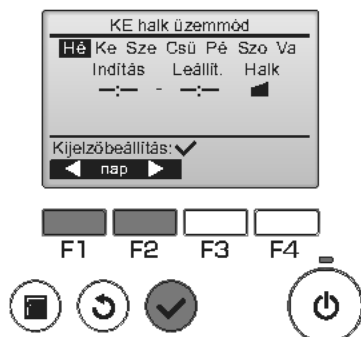 KE halk üzemmód
Hé Ke Sze Csü Pé Szo Va
Indítás Leállít. Halk
--:-- - --:--
Kijelzőbeállítás:✔
◀ nap ▶
F1 F2 F3 F4